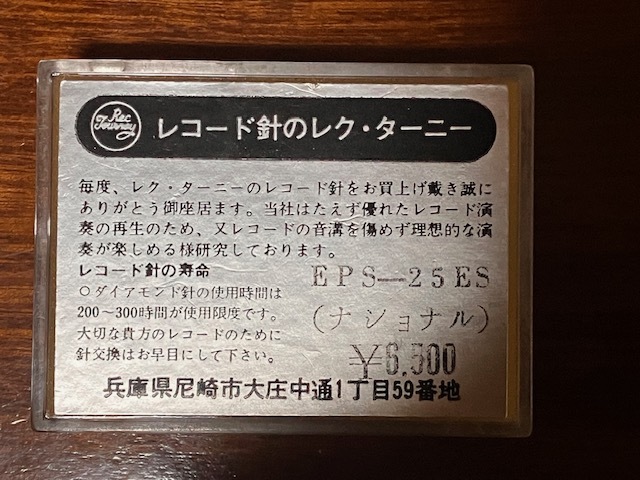 Rec Tourney
レコード針のレク・ターニー
毎度、レク・ターニーのレコード針をお買上げ戴き誠に
ありがとう御座居ます。当社はたえず優れたレコード演
奏の再生のため、又レコードの音溝を傷めず理想的な演
奏が楽しめる様研究しております。
レコード針の寿命
○ダイアモンド針の使用時間は
200～300時間が使用限度です。
大切な貴方のレコードのために
針交換はお早目にして下さい。
EPS—25ES
(ナショナル)
¥6,500
兵庫県尼崎市大庄中通1丁目59番地